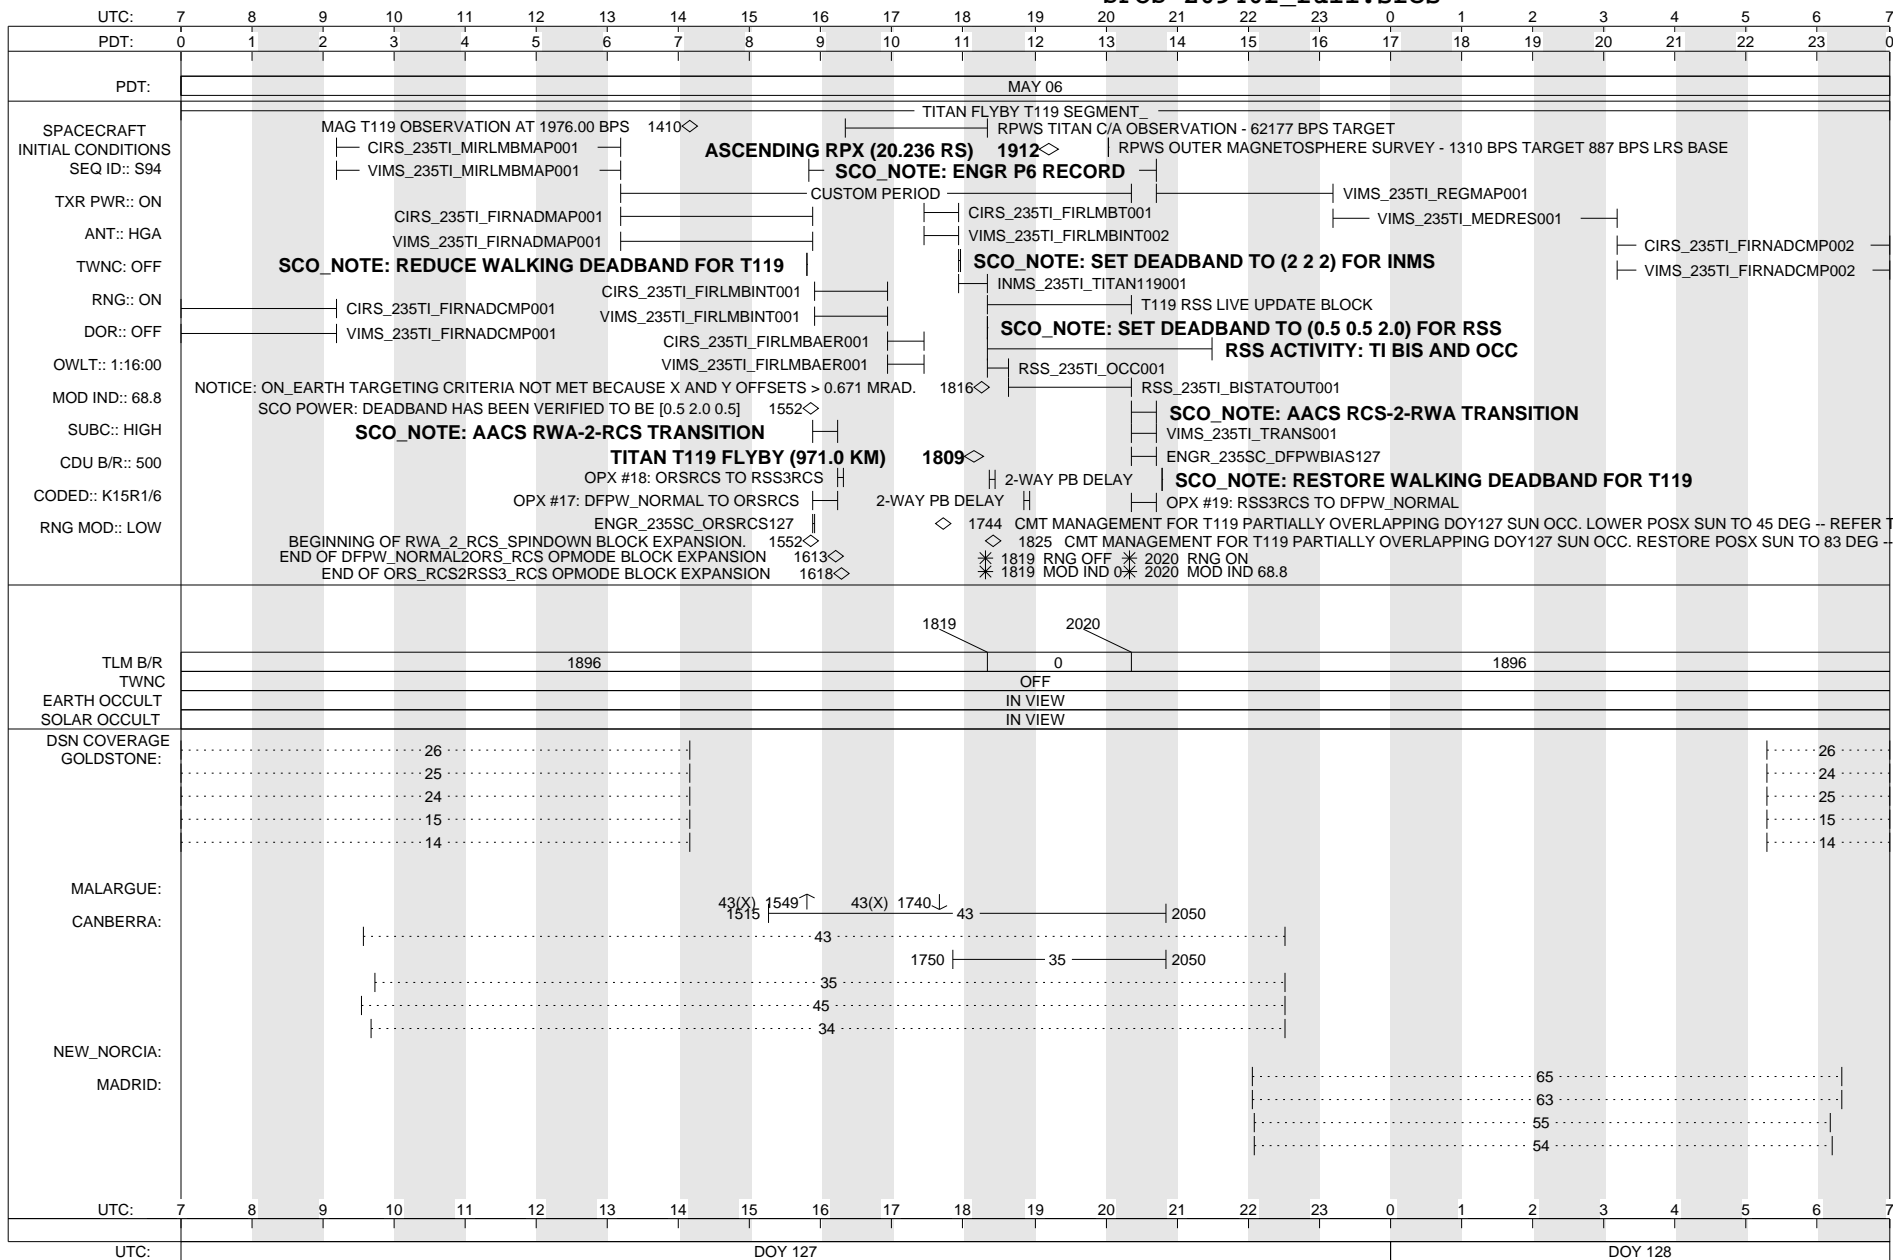 UTC: 7 8 9 10 11 12 13 14 15 16 17 18 19 20 21 22 23 0 1 2 3 4 5 6 7
PDT: 0 1 2 3 4 5 6 7 8 9 10 11 12 13 14 15 16 17 18 19 20 21 22 23 0
PDT: MAY 06
TITAN FLYBY T119 SEGMENT_
SPACECRAFT
INITIAL CONDITIONS
SEQ ID:: S94
TXR PWR:: ON
ANT:: HGA
TWNC: OFF
RNG:: ON
DOR:: OFF
OWLT:: 1:16:00
MOD IND:: 68.8
SUBC:: HIGH
CDU B/R:: 500
CODED:: K15R1/6
RNG MOD:: LOW
MAG T119 OBSERVATION AT 1976.00 BPS 1410
RPWS TITAN C/A OBSERVATION - 62177 BPS TARGET
CIRS_235TI_MIRLMBMAP001
ASCENDING RPX (20.236 RS) 1912
RPWS OUTER MAGNETOSPHERE SURVEY - 1310 BPS TARGET 887 BPS LRS BASE
VIMS_235TI_MIRLMBMAP001
SCO_NOTE: ENGR P6 RECORD
CUSTOM PERIOD
VIMS_235TI_REGMAP001
CIRS_235TI_FIRNADMAP001
CIRS_235TI_FIRLMBT001
VIMS_235TI_MEDRES001
VIMS_235TI_FIRNADMAP001
VIMS_235TI_FIRLMBINT002
CIRS_235TI_FIRNADCMP002
SCO_NOTE: REDUCE WALKING DEADBAND FOR T119
SCO_NOTE: SET DEADBAND TO (2 2 2) FOR INMS
VIMS_235TI_FIRNADCMP002
CIRS_235TI_FIRLMBINT001
INMS_235TI_TITAN119001
CIRS_235TI_FIRNADCMP001
T119 RSS LIVE UPDATE BLOCK
VIMS_235TI_FIRLMBINT001
VIMS_235TI_FIRNADCMP001
SCO_NOTE: SET DEADBAND TO (0.5 0.5 2.0) FOR RSS
CIRS_235TI_FIRLMBAER001
RSS ACTIVITY: TI BIS AND OCC
VIMS_235TI_FIRLMBAER001
RSS_235TI_OCC001
NOTICE: ON_EARTH TARGETING CRITERIA NOT MET BECAUSE X AND Y OFFSETS > 0.671 MRAD. 1816
RSS_235TI_BISTATOUT001
SCO POWER: DEADBAND HAS BEEN VERIFIED TO BE [0.5 2.0 0.5] 1552
SCO_NOTE: AACS RCS-2-RWA TRANSITION
SCO_NOTE: AACS RWA-2-RCS TRANSITION
VIMS_235TI_TRANS001
TITAN T119 FLYBY (971.0 KM) 1809
ENGR_235SC_DFPWBIAS127
OPX #18: ORSRCS TO RSS3RCS
2-WAY PB DELAY
SCO_NOTE: RESTORE WALKING DEADBAND FOR T119
OPX #17: DFPW_NORMAL TO ORSRCS
2-WAY PB DELAY
OPX #19: RSS3RCS TO DFPW_NORMAL
ENGR_235SC_ORSRCS127
1744 CMT MANAGEMENT FOR T119 PARTIALLY OVERLAPPING DOY127 SUN OCC. LOWER POSX SUN TO 45 DEG -- REFER T
BEGINNING OF RWA_2_RCS_SPINDOWN BLOCK EXPANSION. 1552
1825 CMT MANAGEMENT FOR T119 PARTIALLY OVERLAPPING DOY127 SUN OCC. RESTORE POSX SUN TO 83 DEG --
END OF DFPW_NORMAL2ORS_RCS OPMODE BLOCK EXPANSION 1613
1819 RNG OFF 2020 RNG ON
END OF ORS_RCS2RSS3_RCS OPMODE BLOCK EXPANSION 1618
1819 MOD IND 0 2020 MOD IND 68.8
1819 2020
TLM B/R 1896 0 1896
TWNC OFF
EARTH OCCULT IN VIEW
SOLAR OCCULT IN VIEW
DSN COVERAGE
GOLDSTONE:
26 26
25 24
24 25
15 15
14 14
MALARGUE:
43(X) 1549 43(X) 1740
CANBERRA:
1515 43 2050
43
1750 35 2050
35
45
34
NEW_NORCIA:
MADRID:
65
63
55
54
UTC: 7 8 9 10 11 12 13 14 15 16 17 18 19 20 21 22 23 0 1 2 3 4 5 6 7
UTC: DOY 127 DOY 128